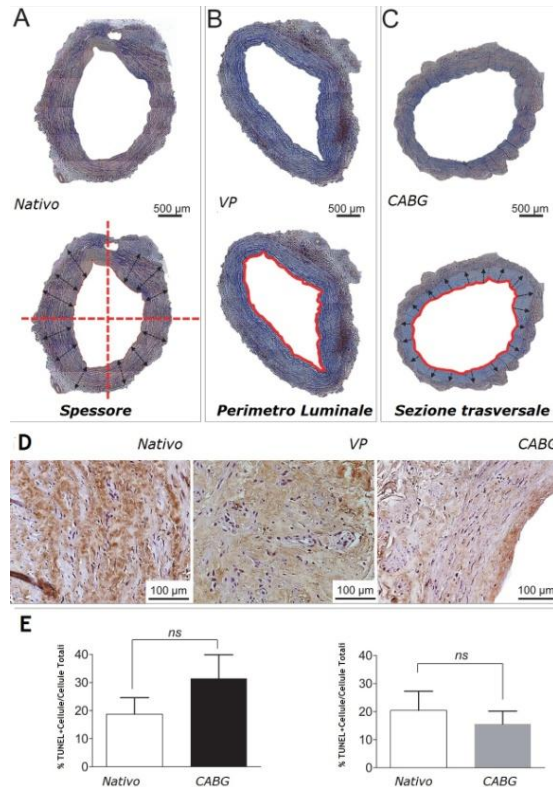 A
B
C
Nativo
500 µm
VP
500 µm
CABG
500 µm
Spessore
Perimetro Luminale
Sezione trasversale
D
Nativo
VP
CABG
100 µm
100 µm
100 µm
E
% TUNEL+Cellule/Cellule Totali
40
30
20
10
0
ns
Nativo
CABG
% TUNEL+Cellule/Cellule Totali
40
30
20
10
0
ns
Nativo
CABG